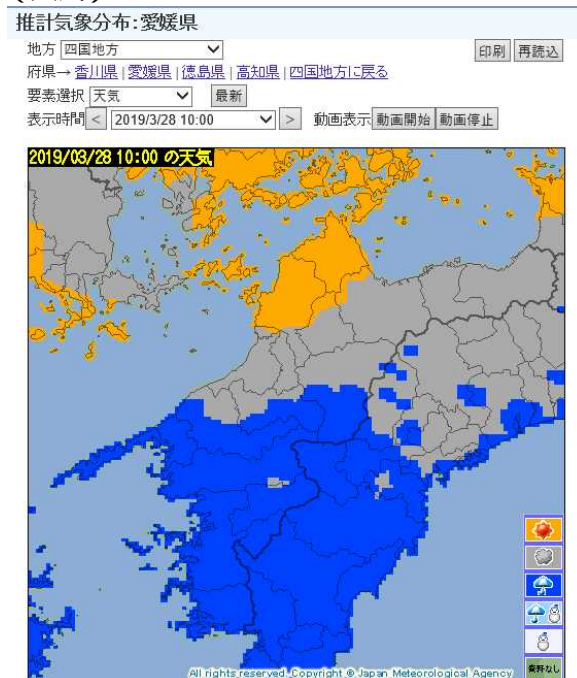 推計気象分布:愛媛県
地方 四国地方 印刷 再読込
府県→ 香川県 | 愛媛県 | 徳島県 | 高知県 | 四国地方に戻る
要素選択 天気 最新
表示時間 < 2019/3/28 10:00 > 動画表示 動画開始 動画停止
2019/03/28 10:00 の天気
資料なし
All rights reserved. Copyright © Japan Meteorological Agency